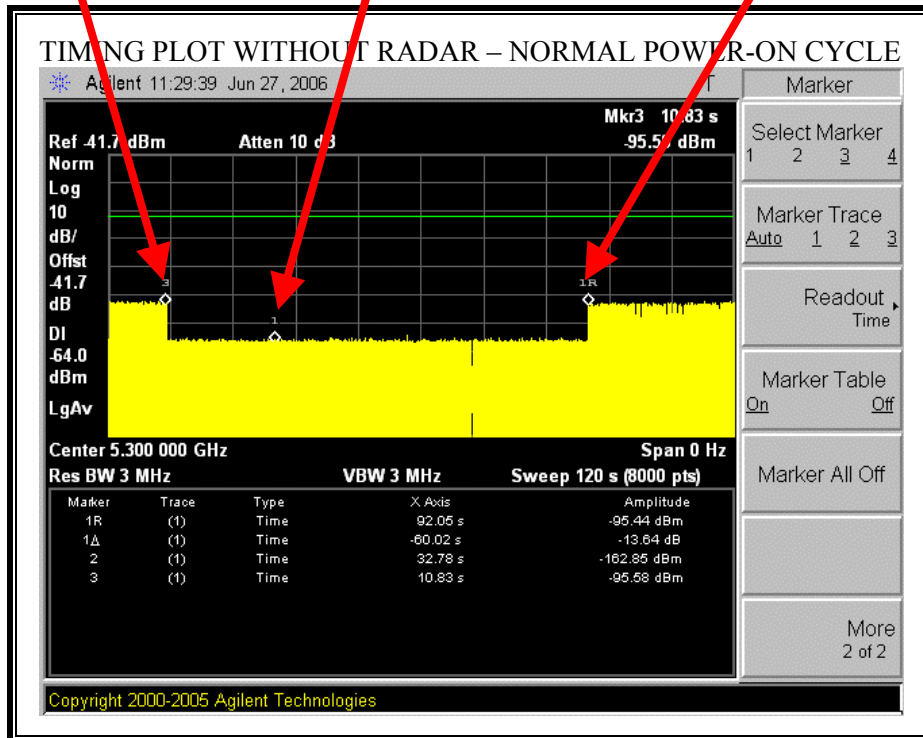 TIMING PLOT WITHOUT RADAR – NORMAL POWER-ON CYCLE
Agilent 11:29:39 Jun 27, 2006 T
Mkr3 10.83 s
Ref -41.7 dBm Atten 10 dB -95.58 dBm
Norm
Log
10
dB/
Offst
-41.7
dB
DI
-64.0
dBm
LgAv
3
1
1R
Center 5.300 000 GHz Span 0 Hz
Res BW 3 MHz VBW 3 MHz Sweep 120 s (8000 pts)
Marker Trace Type X Axis Amplitude
1R (1) Time 92.05 s -95.44 dBm
1Δ (1) Time -60.02 s -13.64 dB
2 (1) Time 32.78 s -162.85 dBm
3 (1) Time 10.83 s -95.58 dBm
Copyright 2000-2005 Agilent Technologies
Marker
Select Marker
1 2 3 4
Marker Trace
Auto 1 2 3
Readout
Time
Marker Table
On Off
Marker All Off
More
2 of 2